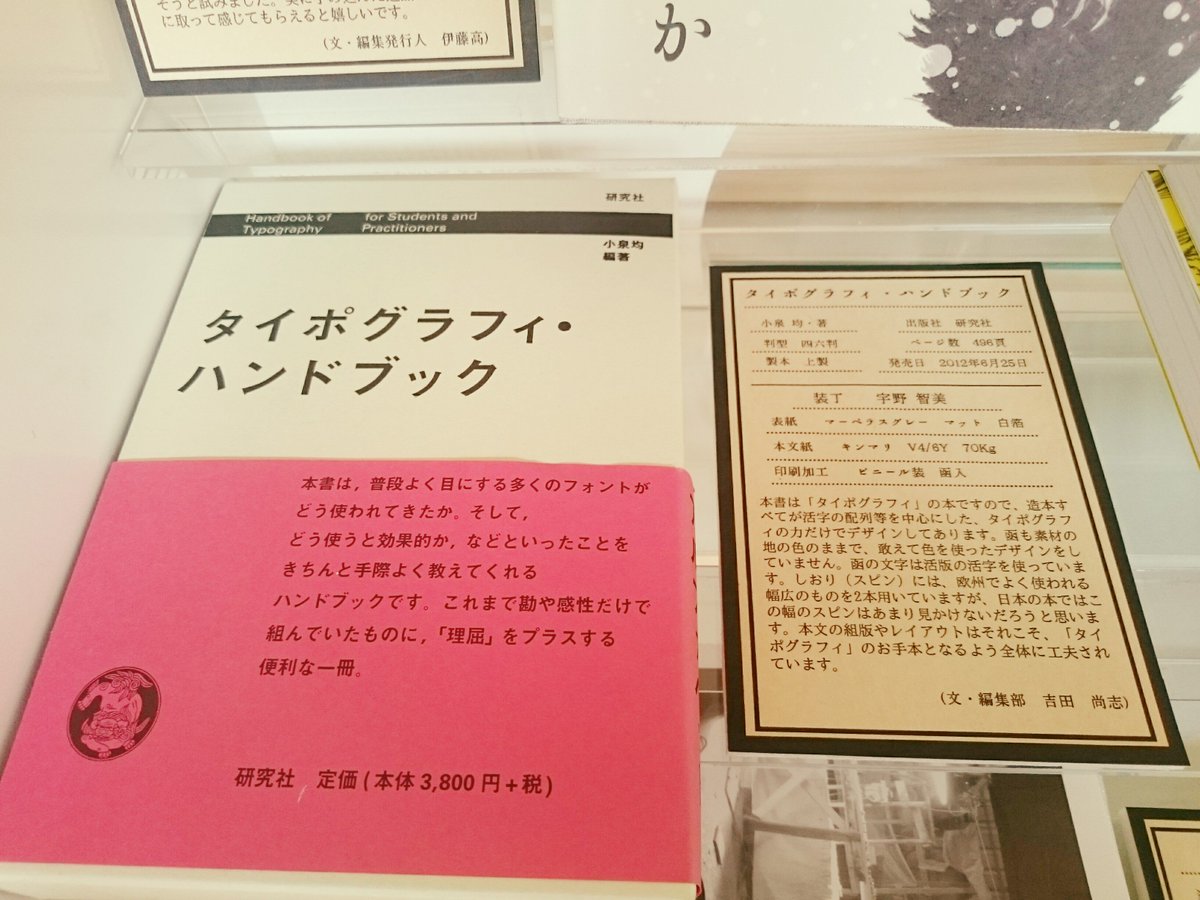 に取って感じてもらえると嬉しいです。
(文・編集発行人　伊藤高)
か
研究社
Handbook of Typography
for Students and Practitioners
小泉均
編著
タイポグラフィ・
ハンドブック
本書は，普段よく目にする多くのフォントが
どう使われてきたか。そして，
どう使うと効果的か，などといったことを
きちんと手際よく教えてくれる
ハンドブックです。これまで勘や感性だけで
組んでいたものに，「理屈」をプラスする
便利な一冊。
研究社　定価(本体3,800円+税)
タイポグラフィ・ハンドブック
小泉 均・著　出版社　研究社
判型　四六判　ページ数　496頁
製本　上製　発売日　2012年6月25日
装丁　宇野 智美
表紙　マーベラスグレー　マット　白箔
本文紙　キンマリ　V4/6Y　70Kg
印刷加工　ビニール装　函入
本書は「タイポグラフィ」の本ですので、造本す
べてが活字の配列等を中心にした、タイポグラフ
ィの力だけでデザインしてあります。函も素材の
地の色のままで、敢えて色を使ったデザインをし
ていません。函の文字は活版の活字を使っていま
す。しおり（スピン）には、欧州でよく使われる
幅広のものを2本用いていますが、日本の本ではこ
の幅のスピンはあまり見かけないだろうと思いま
す。本文の組版やレイアウトはそれこそ、「タイ
ポグラフィ」のお手本となるよう全体に工夫され
ています。
(文・編集部　吉田　尚志)